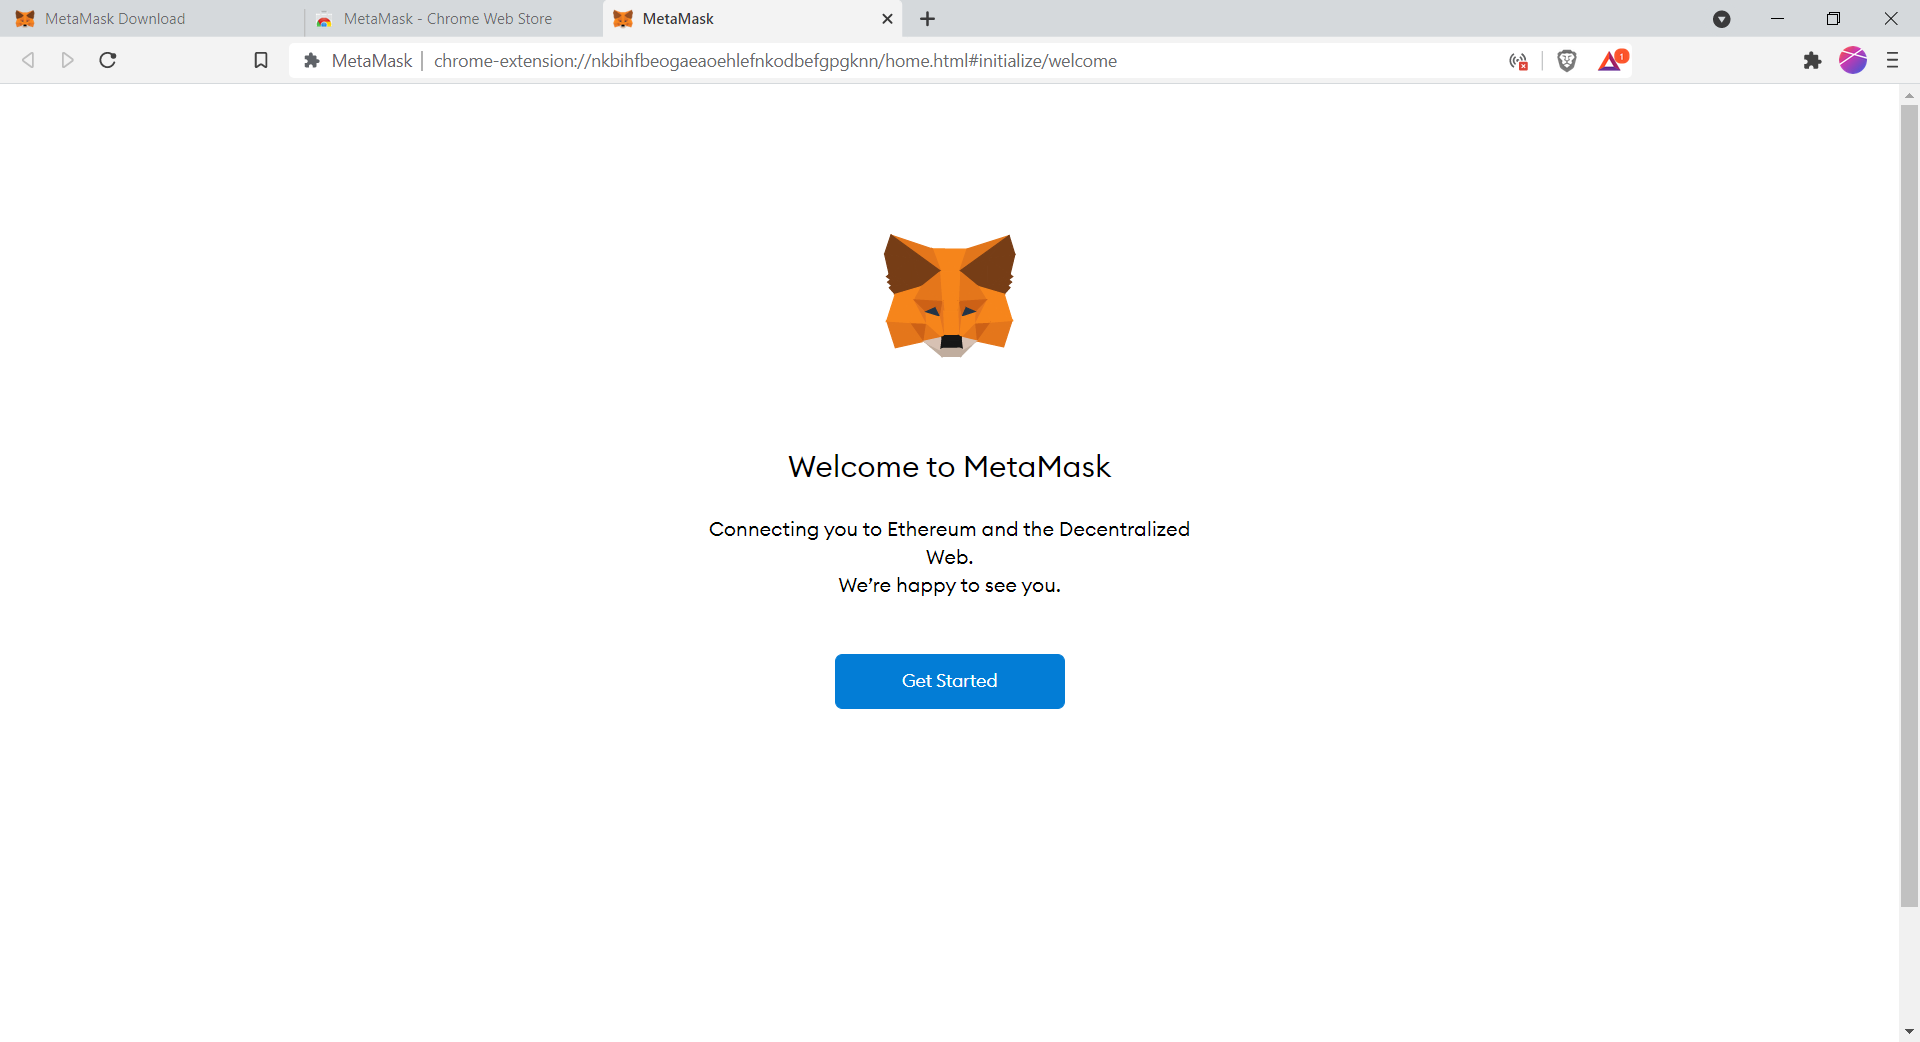 MetaMask Download
MetaMask - Chrome Web Store
MetaMask
MetaMask | chrome-extension://nkbihfbeogaeaoehlefnkodbefgpgknn/home.html#initialize/welcome
1
Welcome to MetaMask
Connecting you to Ethereum and the Decentralized
Web.
We’re happy to see you.
Get Started